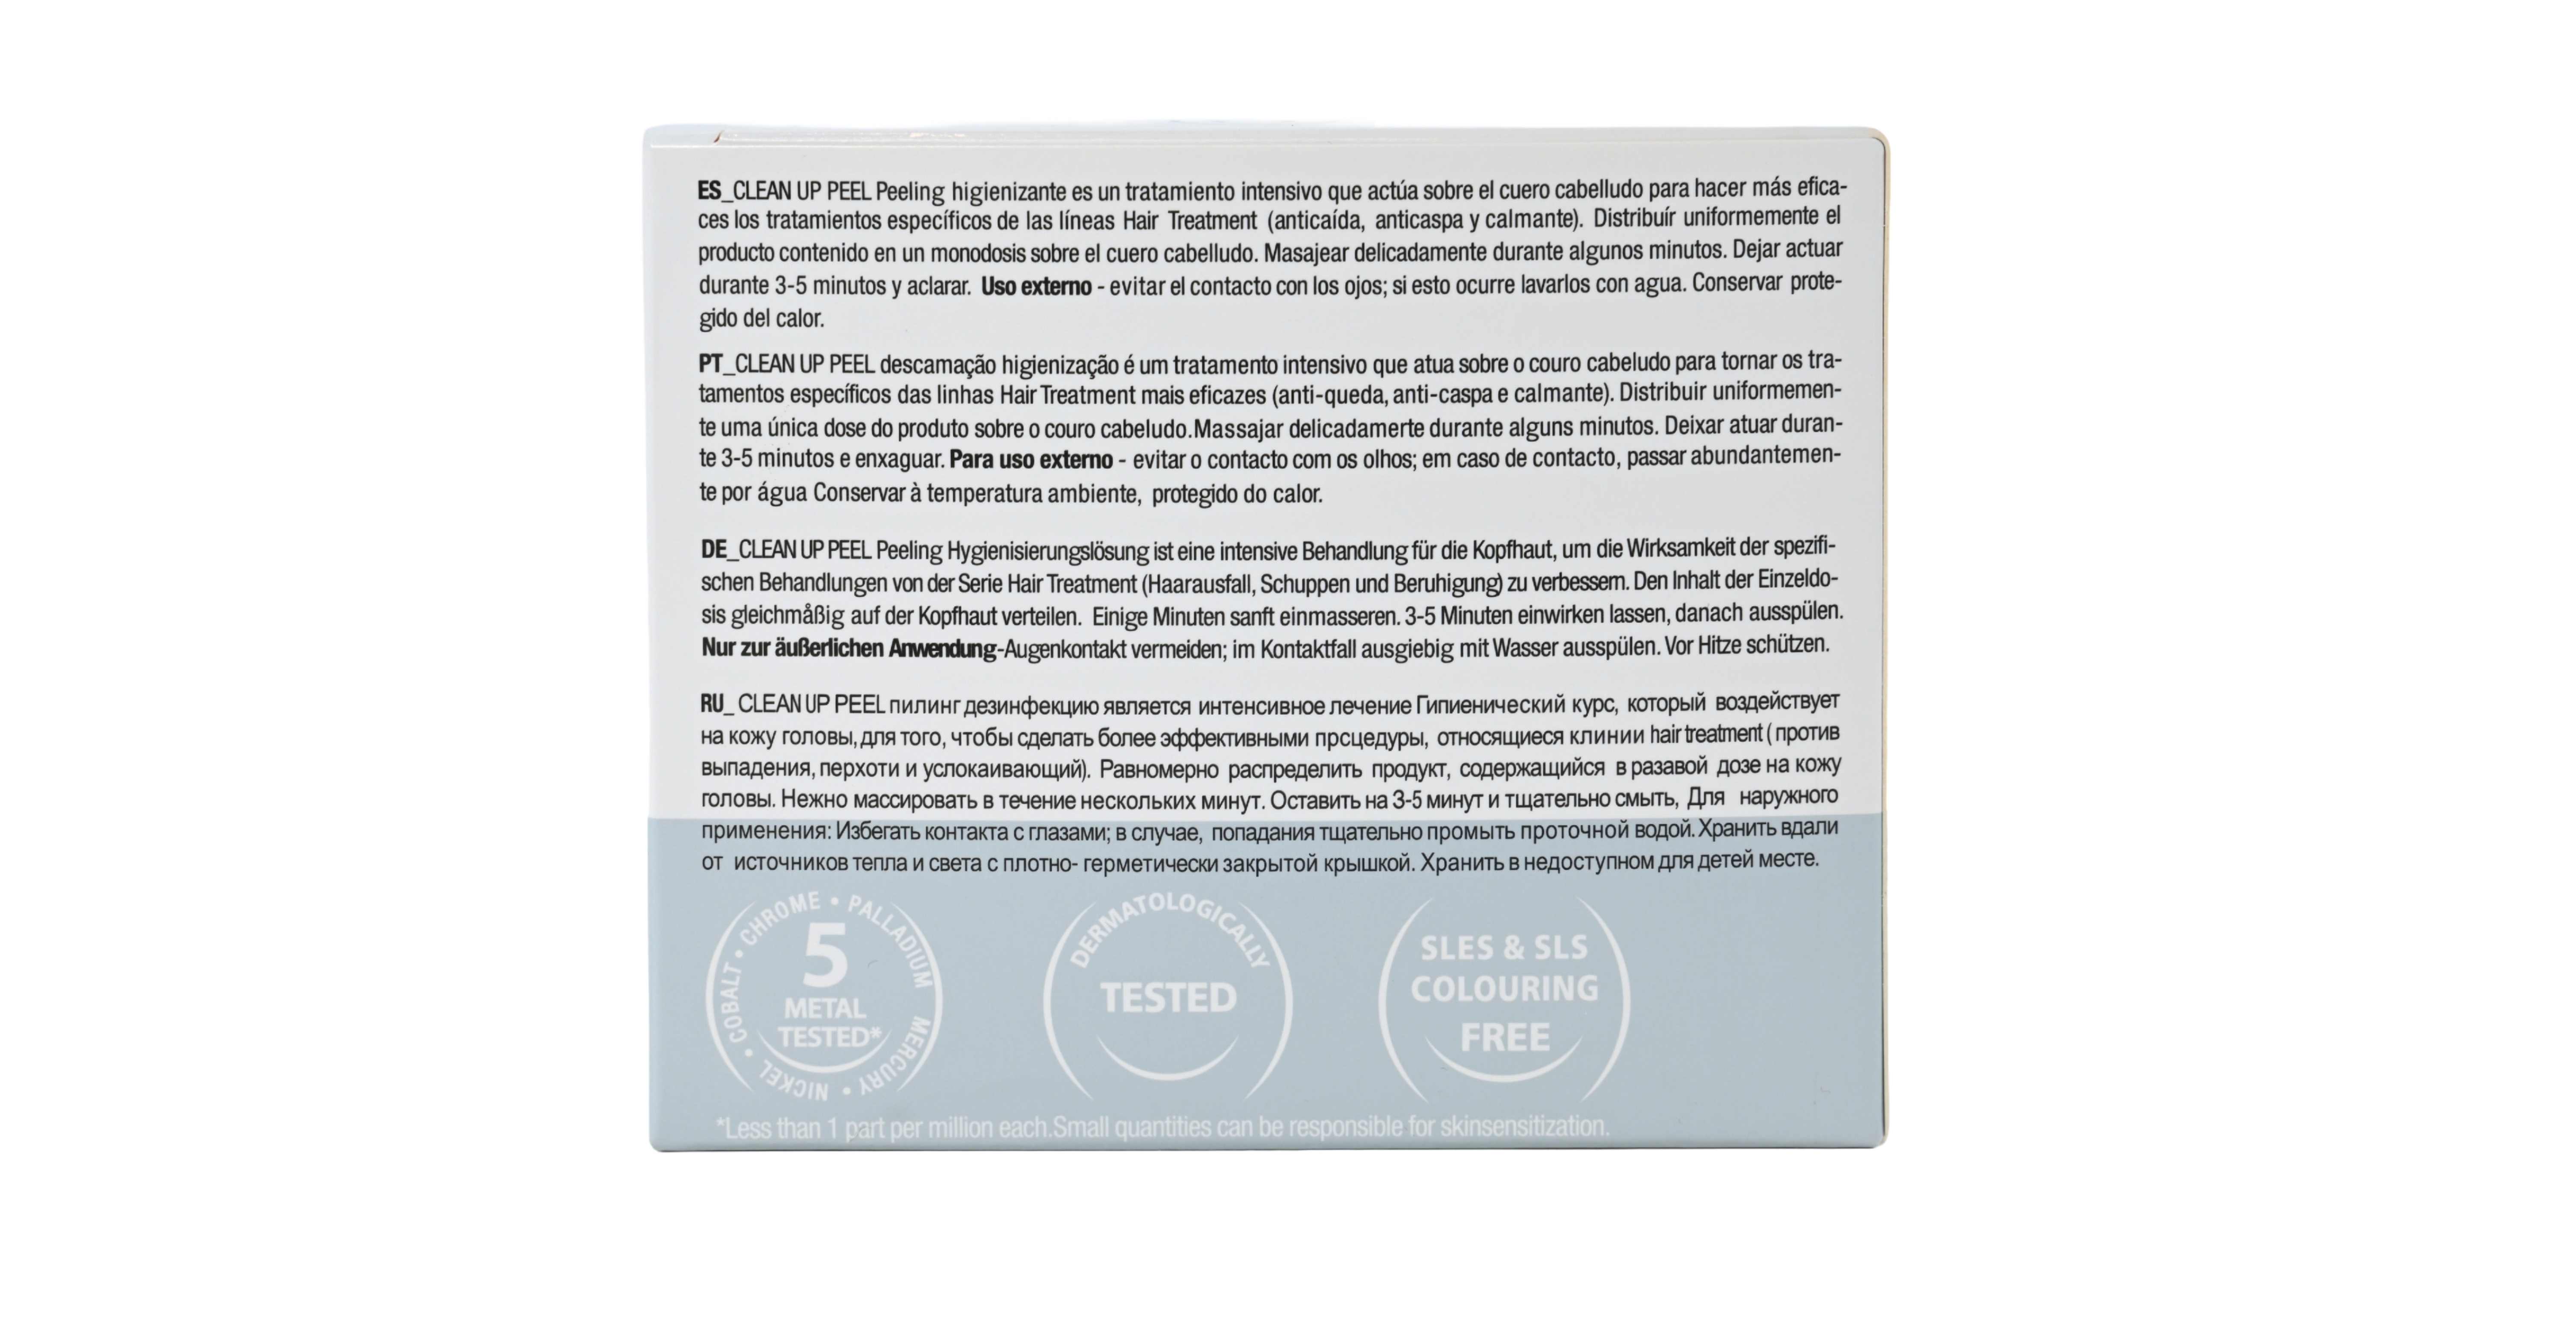 ES_CLEAN UP PEEL Peeling higienizante es un tratamiento intensivo que actúa sobre el cuero cabelludo para hacer más efica-
ces los tratamientos específicos de las líneas Hair Treatment (anticaída, anticaspa y calmante). Distribuír uniformemente el
producto contenido en un monodosis sobre el cuero cabelludo. Masajear delicadamente durante algunos minutos. Dejar actuar
durante 3-5 minutos y aclarar. Uso externo - evitar el contacto con los ojos; si esto ocurre lavarlos con agua. Conservar prote-
gido del calor.
PT_CLEAN UP PEEL descamação higienização é um tratamento intensivo que atua sobre o couro cabeludo para tornar os tra-
tamentos específicos das linhas Hair Treatment mais eficazes (anti-queda, anti-caspa e calmante). Distribuir uniformemen-
te uma única dose do produto sobre o couro cabeludo.Massajar delicadamerte durante alguns minutos. Deixar atuar duran-
te 3-5 minutos e enxaguar. Para uso externo - evitar o contacto com os olhos; em caso de contacto, passar abundantemen-
te por água Conservar à temperatura ambiente, protegido do calor.
DE_CLEAN UP PEEL Peeling Hygienisierungslösung ist eine intensive Behandlung für die Kopfhaut, um die Wirksamkeit der spezifi-
schen Behandlungen von der Serie Hair Treatment (Haarausfall, Schuppen und Beruhigung) zu verbessern. Den Inhalt der Einzeldo-
sis gleichmåßig auf der Kopfhaut verteilen. Einige Minuten sanft einmasseren. 3-5 Minuten einwirken lassen, danach ausspülen.
Nur zur äußerlichen Anwendung-Augenkontakt vermeiden; im Kontaktfall ausgiebig mit Wasser ausspülen. Vor Hitze schützen.
RU_ CLEAN UP PEEL пилинг дезинфекцию является интенсивное лечение Гипиенический курс, который воздействует
на кожу головы, для того, чтобы сделать более эффективными прсцедуры, относящиеся клинии hair treatment ( против
выпадения, перхоти и услокаивающий). Равномерно распределить продукт, содержащийся в разавой дозе на кожу
головы. Нежно массировать в течение нескольких минут. Оставить на 3-5 минут и тщательно смыть, Для наружного
применения: Избегать контакта с глазами; в случае, попадания тщательно промыть проточной водой. Хранить вдали
от источников тепла и света с плотно- герметически закрытой крышкой. Хранить в недоступном для детей месте.
COBALT • CHROME • PALLADIUM MERCURY • NICKEL •
5
METAL
TESTED*
DERMATOLOGICALLY
TESTED
SLES & SLS
COLOURING
FREE
*Less than 1 part per million each.Small quantities can be responsible for skinsensitization.